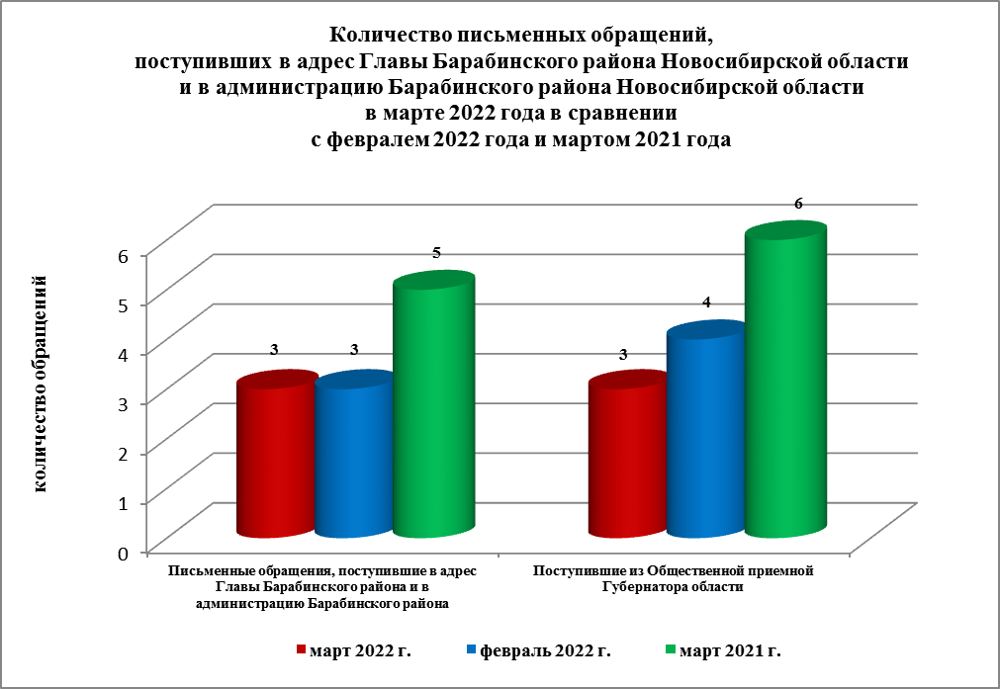 Количество письменных обращений,
поступивших в адрес Главы Барабинского района Новосибирской области
и в администрацию Барабинского района Новосибирской области
в марте 2022 года в сравнении
с февралем 2022 года и мартом 2021 года
количество обращений
6
5
4
3
2
1
0
3
3
5
3
4
6
Письменные обращения, поступившие в адрес
Главы Барабинского района и в
администрацию Барабинского района
Поступившие из Общественной приемной
Губернатора области
март 2022 г.
февраль 2022 г.
март 2021 г.